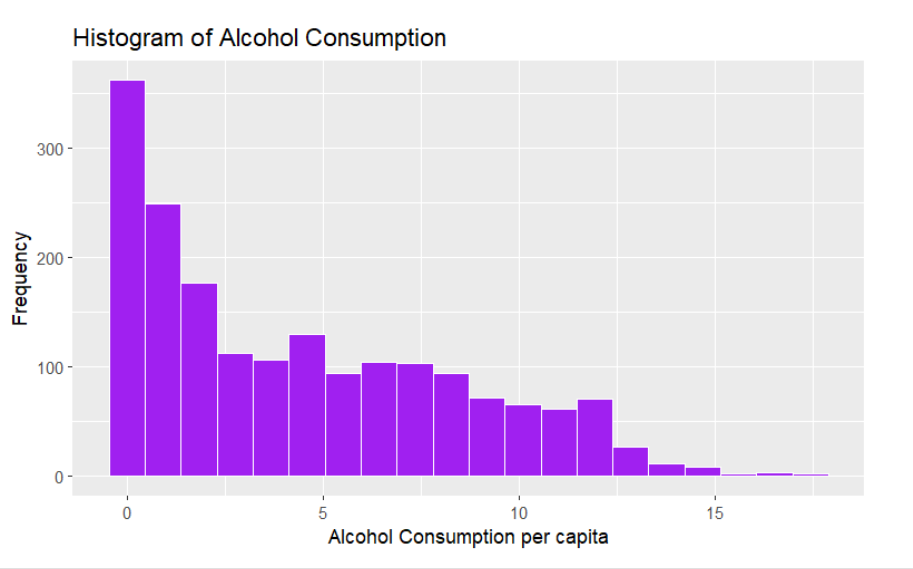 Histogram of Alcohol Consumption
300
200
100
0
Frequency
0 5 10 15
Alcohol Consumption per capita